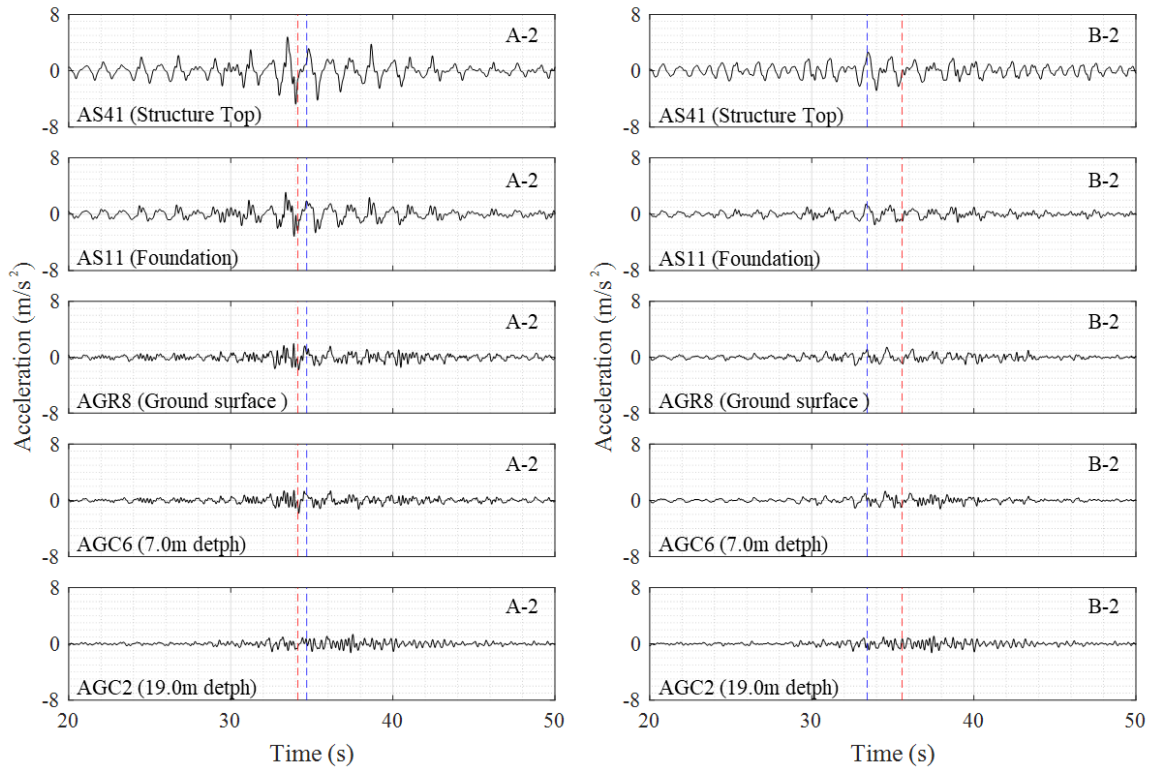 Acceleration (m/s²)
8
0
-8
A-2
AS41 (Structure Top)
8
0
-8
A-2
AS11 (Foundation)
8
0
-8
A-2
AGR8 (Ground surface )
8
0
-8
A-2
AGC6 (7.0m detph)
8
0
-8
A-2
AGC2 (19.0m detph)
20 30 40 50
Time (s)
Acceleration (m/s²)
8
0
-8
B-2
AS41 (Structure Top)
8
0
-8
B-2
AS11 (Foundation)
8
0
-8
B-2
AGR8 (Ground surface )
8
0
-8
B-2
AGC6 (7.0m detph)
8
0
-8
B-2
AGC2 (19.0m detph)
20 30 40 50
Time (s)